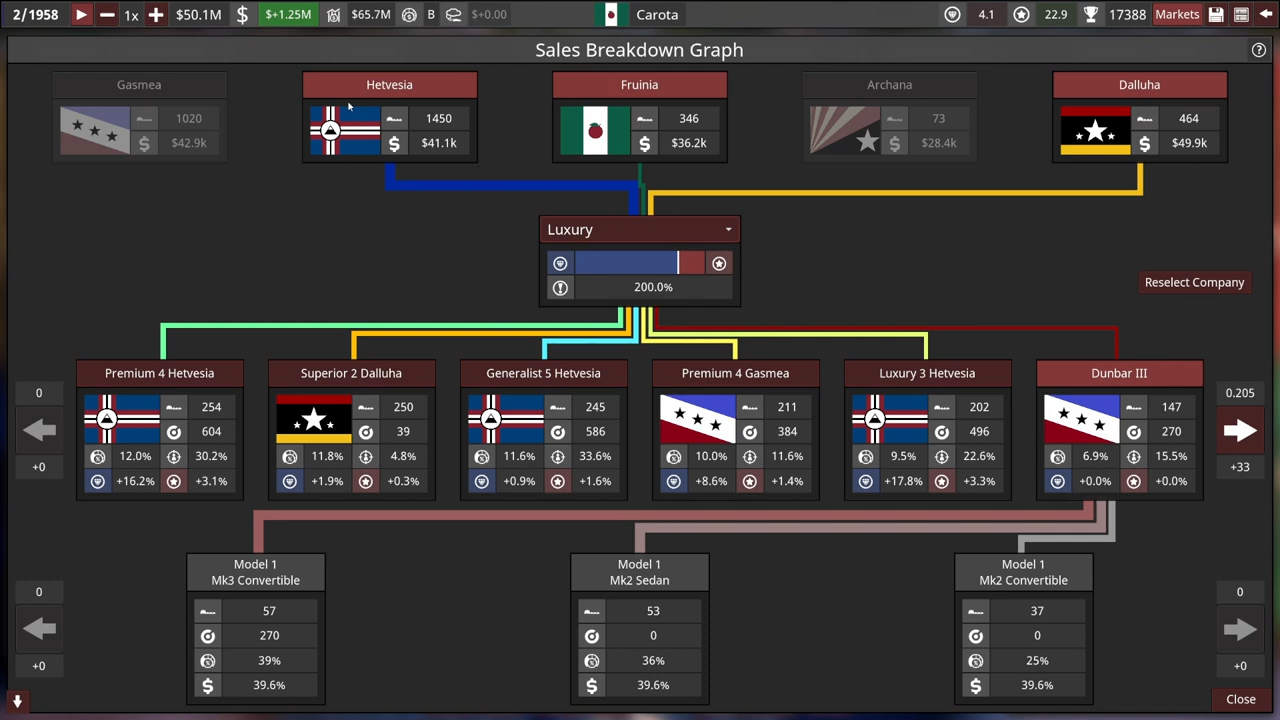 2/1958 1x $50.1M $+1.25M $65.7M B $+0.00 Carota 4.1 22.9 17388 Markets
Sales Breakdown Graph
Gasmea Hetvesia Fruinia Archana Dalluha
1020 1450 346 73 464
$42.9k $41.1k $36.2k $28.4k $49.9k
Luxury
200.0%
Reselect Company
Premium 4 Hetvesia Superior 2 Dalluha Generalist 5 Hetvesia Premium 4 Gasmea Luxury 3 Hetvesia Dunbar III
0 254 250 245 211 202 147 0.205
604 39 586 384 496 270
12.0% 30.2% 11.8% 4.8% 11.6% 33.6% 10.0% 11.6% 9.5% 22.6% 6.9% 15.5%
+0 +16.2% +3.1% +1.9% +0.3% +0.9% +1.6% +8.6% +1.4% +17.8% +3.3% +0.0% +0.0% +33
Model 1 Model 1 Model 1
Mk3 Convertible Mk2 Sedan Mk2 Convertible
0 57 53 37 0
270 0 0
39% 36% 25%
+0 39.6% 39.6% 39.6% +0
Close